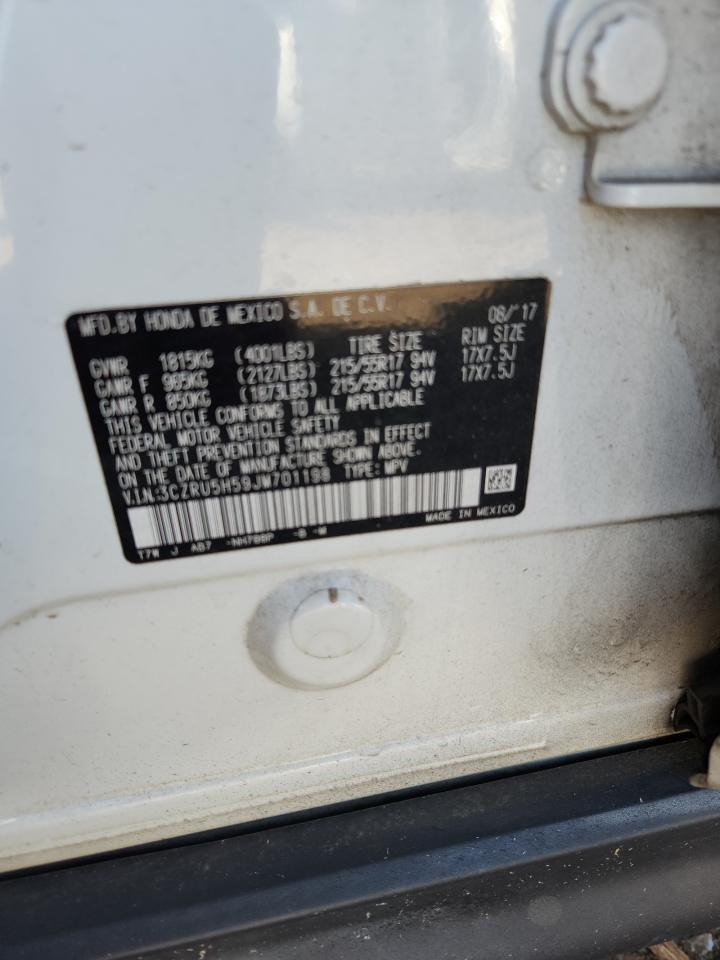 MFD.BY HONDA DE MEXICO S.A. DE C.V. 08/'17
GVWR 1815KG (4001LBS) TIRE SIZE RIM SIZE
GAWR F 965KG (2127LBS) 215/55R17 94V 17X7.5J
GAWR R 850KG (1873LBS) 215/55R17 94V 17X7.5J
THIS VEHICLE CONFORMS TO ALL APPLICABLE
FEDERAL MOTOR VEHICLE SAFETY
AND THEFT PREVENTION STANDARDS IN EFFECT
ON THE DATE OF MANUFACTURE SHOWN ABOVE.
V.I.N:3CZRU5H59JM701198 TYPE: MPV
MADE IN MEXICO
T7W J AB7 -NH788P -B -M